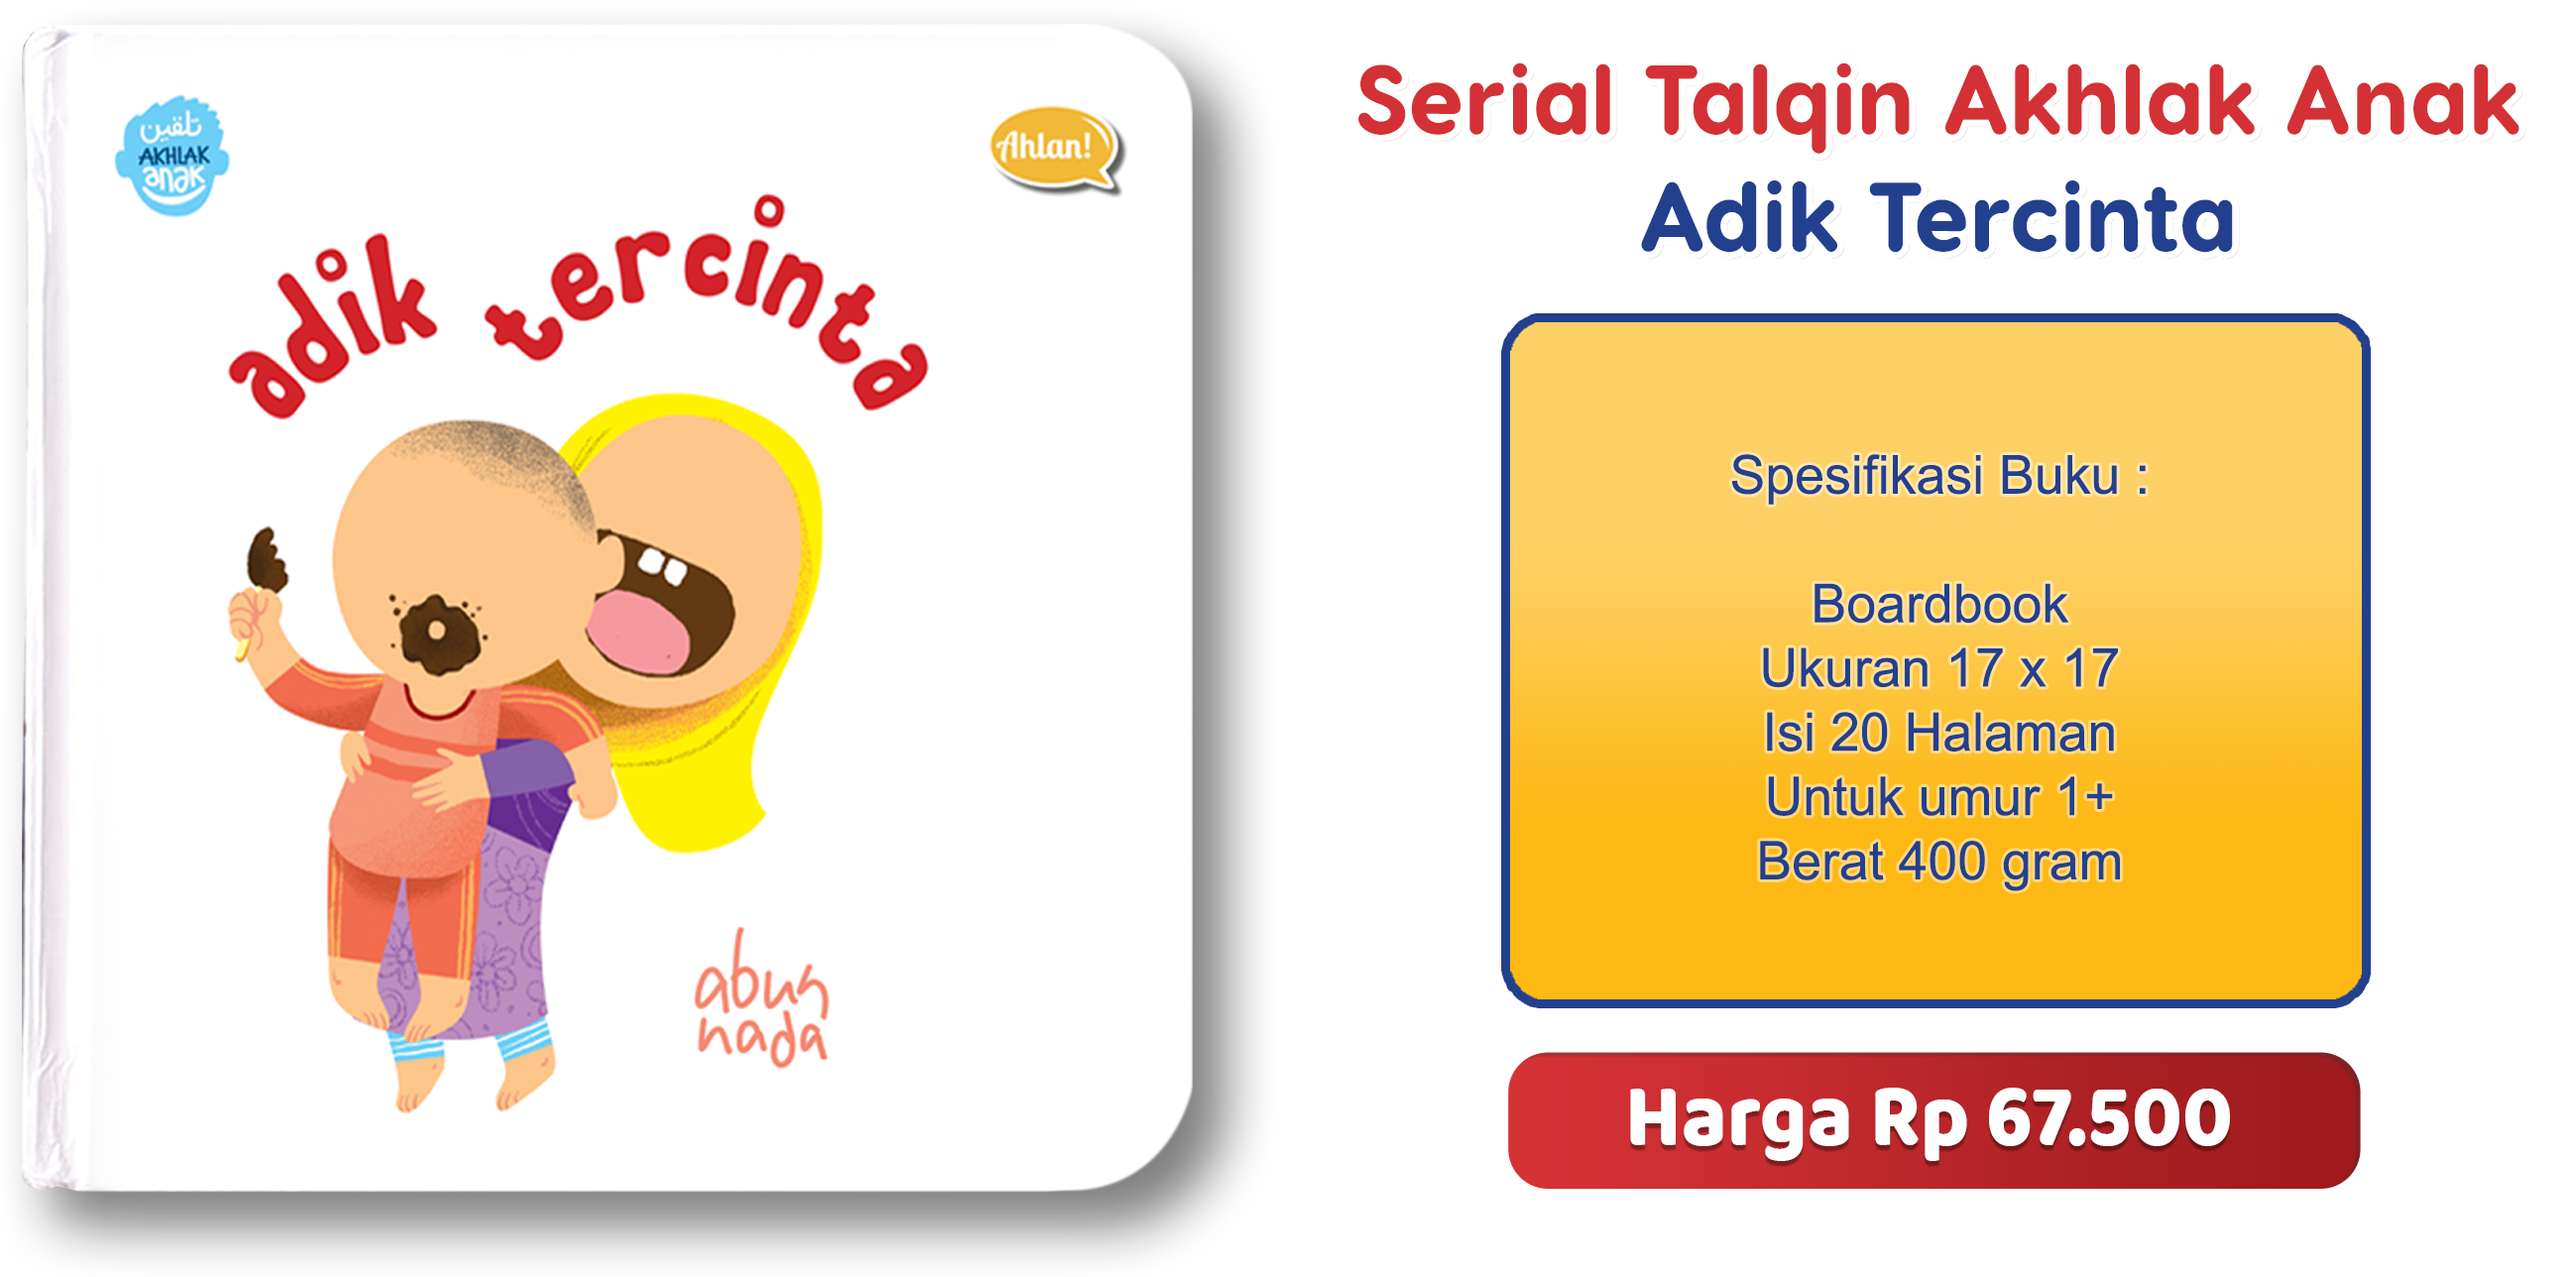 تلقين
AKHLAK
anak
Ahlan!
adik tercinta
abun
nada
Serial Talqin Akhlak Anak
Adik Tercinta
Spesifikasi Buku :
Boardbook
Ukuran 17 x 17
Isi 20 Halaman
Untuk umur 1+
Berat 400 gram
Harga Rp 67.500